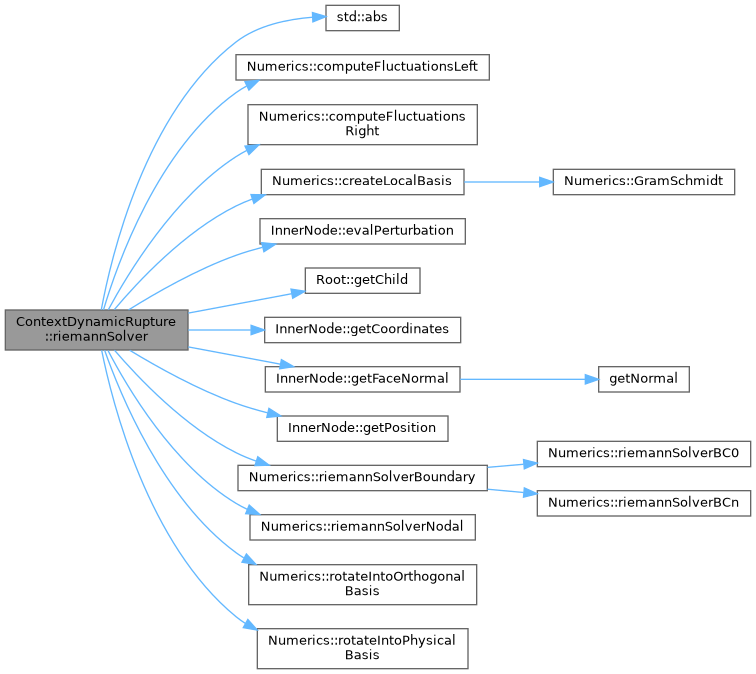 std::abs
Numerics::computeFluctuationsLeft
Numerics::computeFluctuations
Right
Numerics::createLocalBasis
Numerics::GramSchmidt
InnerNode::evalPerturbation
Root::getChild
ContextDynamicRupture
::riemannSolver
InnerNode::getCoordinates
InnerNode::getFaceNormal
getNormal
InnerNode::getPosition
Numerics::riemannSolverBoundary
Numerics::riemannSolverBC0
Numerics::riemannSolverBCn
Numerics::riemannSolverNodal
Numerics::rotateIntoOrthogonal
Basis
Numerics::rotateIntoPhysical
Basis